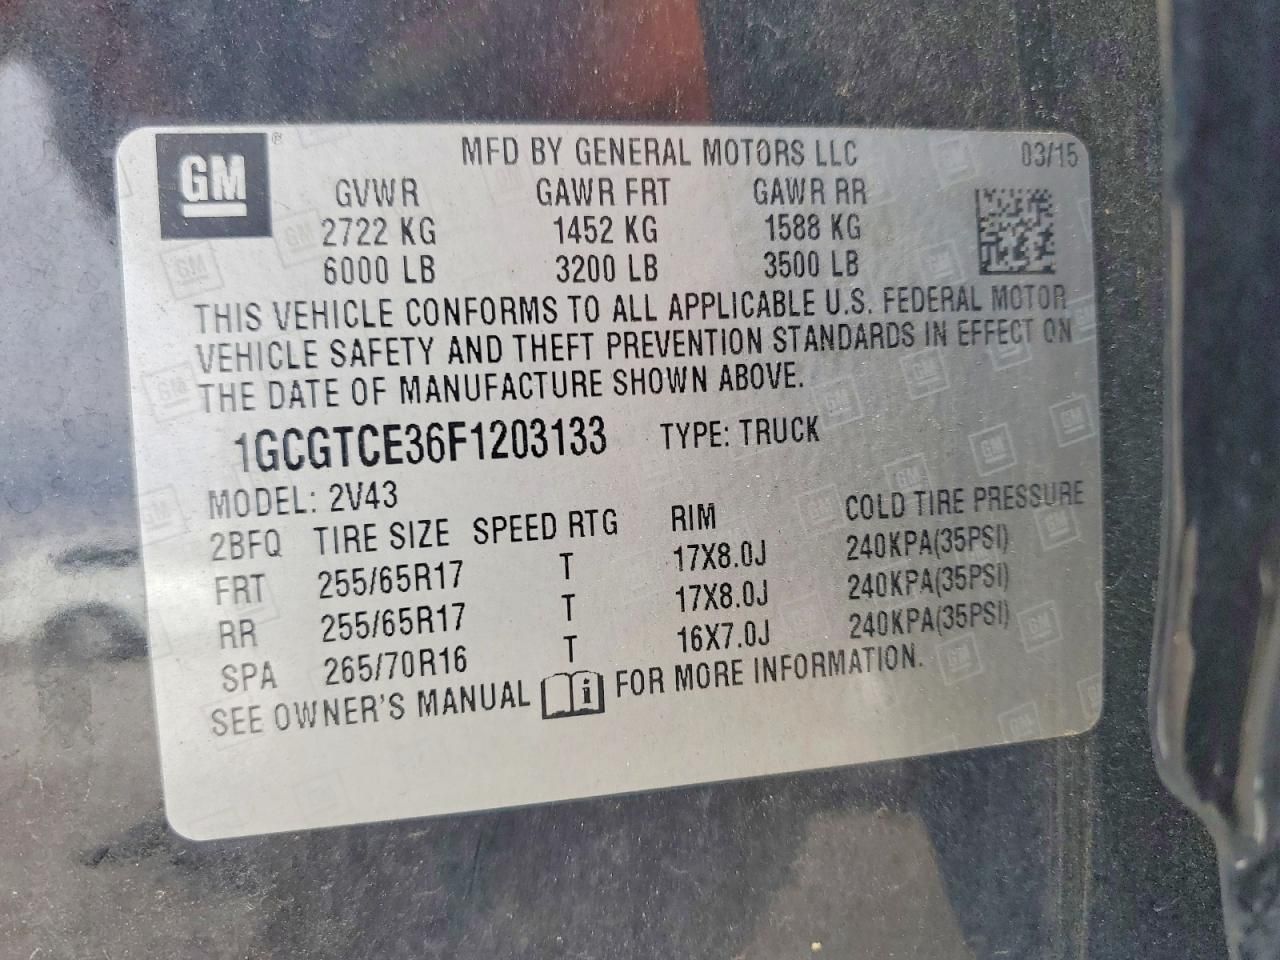 GM ® MFD BY GENERAL MOTORS LLC 03/15
GVWR GAWR FRT GAWR RR
2722 KG 1452 KG 1588 KG
6000 LB 3200 LB 3500 LB
THIS VEHICLE CONFORMS TO ALL APPLICABLE U.S. FEDERAL MOTOR
VEHICLE SAFETY AND THEFT PREVENTION STANDARDS IN EFFECT ON
THE DATE OF MANUFACTURE SHOWN ABOVE.
1GCGTCE36F1203133 TYPE: TRUCK
MODEL: 2V43
2BFQ TIRE SIZE SPEED RTG RIM COLD TIRE PRESSURE
FRT 255/65R17 T 17X8.0J 240KPA(35PSI)
RR 255/65R17 T 17X8.0J 240KPA(35PSI)
SPA 265/70R16 T 16X7.0J 240KPA(35PSI)
SEE OWNER'S MANUAL i FOR MORE INFORMATION.